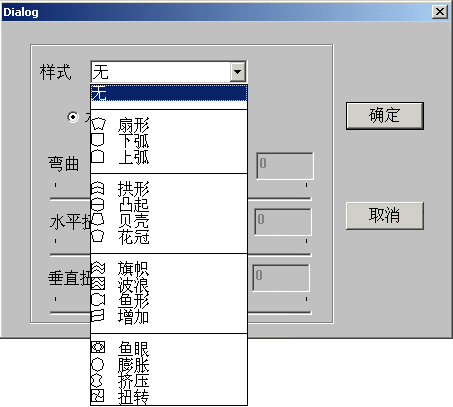 Dialog
样式 无
无
扇形
下弧
上弧
弯曲 0
拱形
凸起
贝壳
花冠
水平扭 0
旗帜
波浪
鱼形
增加
垂直扭 0
鱼眼
膨胀
挤压
扭转
确定
取消